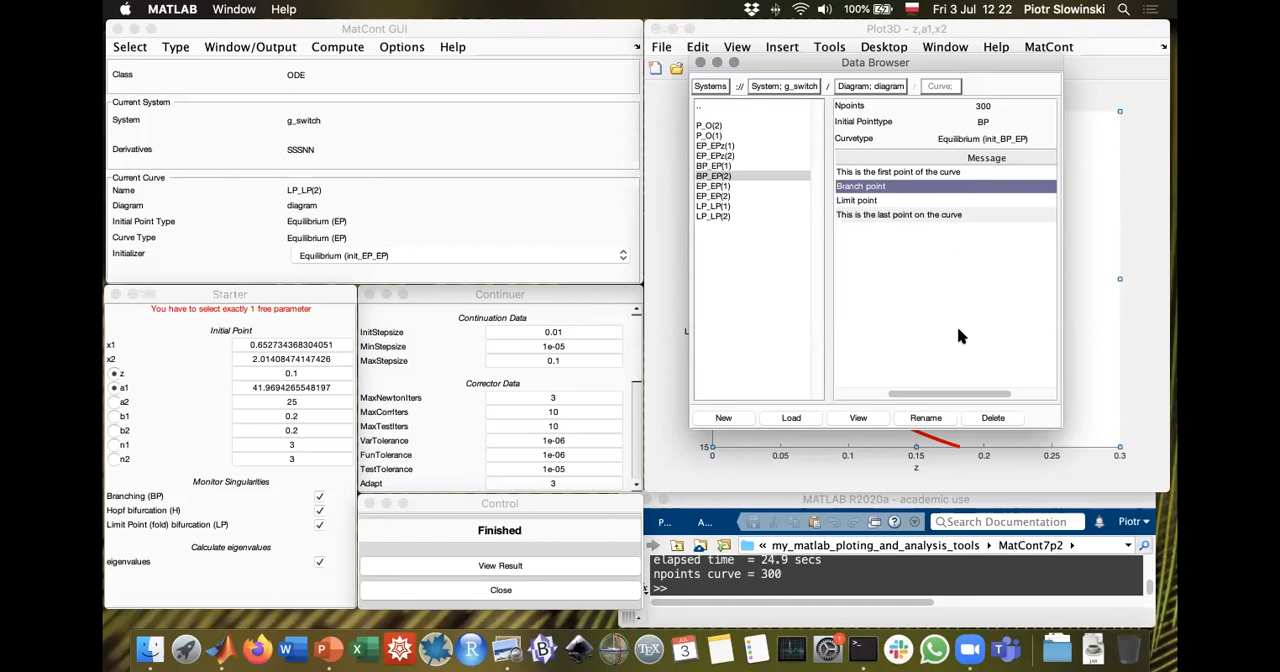 MATLAB Window Help 100% Fri 3 Jul 12 22 Piotr Slowinski
MatCont GUI
Select Type Window/Output Compute Options Help
Class ODE
Current System
System g_switch
Derivatives SSSNN
Current Curve
Name LP_LP(2)
Diagram diagram
Initial Point Type Equilibrium (EP)
Curve Type Equilibrium (EP)
Initializer Equilibrium (init_EP_EP)
Starter
You have to select exactly 1 free parameter
Initial Point
x1 0.652734368304051
x2 2.01408474147426
z 0.1
a1 41.9694265548197
a2 25
b1 0.2
b2 0.2
n1 3
n2 3
Monitor Singularities
Branching (BP) ✓
Hopf bifurcation (H) ✓
Limit Point (fold) bifurcation (LP) ✓
Calculate eigenvalues
eigenvalues ✓
Continuer
Continuation Data
InitStepsize 0.01
MinStepsize 1e-05
MaxStepsize 0.1
Corrector Data
MaxNewtonIters 3
MaxCorrIters 10
MaxTestIters 10
VarTolerance 1e-06
FunTolerance 1e-06
TestTolerance 1e-05
Adapt 3
Control
Finished
View Result
Close
Plot3D - z,a1,x2
File Edit View Insert Tools Desktop Window Help MatCont
Data Browser
Systems :// System; g_switch / Diagram; diagram / Curve;
..
P_O(2)
P_O(1)
EP_EPz(1)
EP_EPz(2)
BP_EP(1)
BP_EP(2)
EP_EP(1)
EP_EP(2)
LP_LP(1)
LP_LP(2)
Npoints 300
Initial Pointtype BP
Curvetype Equilibrium (init_BP_EP)
Message
This is the first point of the curve
Branch point
Limit point
This is the last point on the curve
New Load View Rename Delete
15
0 0.05 0.1 0.15 0.2 0.25 0.3
z
MATLAB R2020a - academic use
P... A... Search Documentation Piotr
« my_matlab_ploting_and_analysis_tools > MatCont7p2 >
elapsed time = 24.9 secs
npoints curve = 300
>>